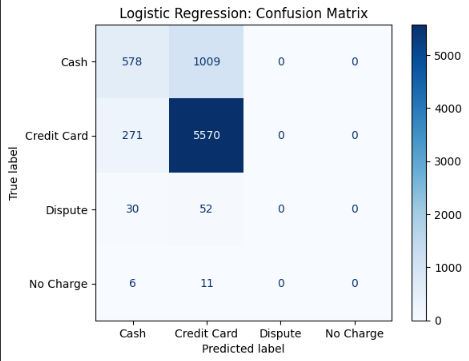 Logistic Regression: Confusion Matrix
Cash 578 1009 0 0
Credit Card 271 5570 0 0
Dispute 30 52 0 0
No Charge 6 11 0 0
Cash Credit Card Dispute No Charge
Predicted label
True label
5000
4000
3000
2000
1000
0